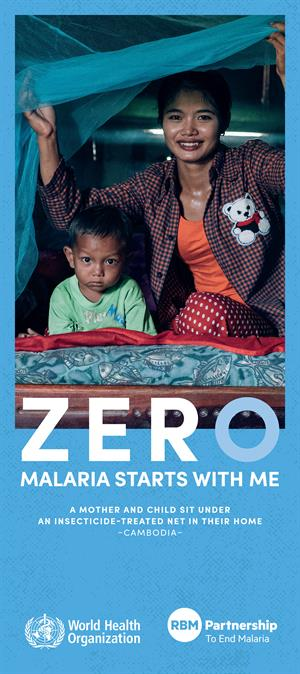 ZERO
MALARIA STARTS WITH ME
A MOTHER AND CHILD SIT UNDER
AN INSECTICIDE-TREATED NET IN THEIR HOME
–CAMBODIA–
World Health
Organization
RBM Partnership
To End Malaria